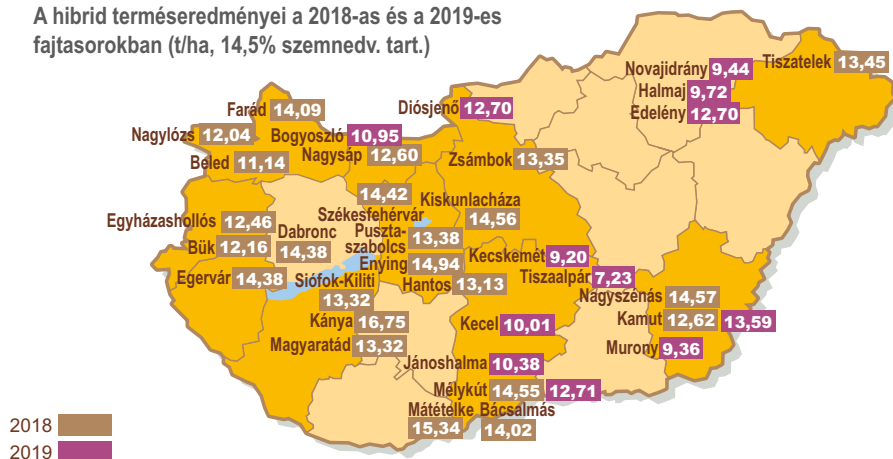 A hibrid terméseredményei a 2018-as és a 2019-es
fajtasorokban (t/ha, 14,5% szemnedv. tart.)
Novajidrány 9,44
Tiszatelek 13,45
Halmaj 9,72
Edelény 12,70
Farád 14,09
Diósjenő 12,70
Nagylózs 12,04
Bogyoszló 10,95
Beled 11,14
Nagysáp 12,60
Zsámbok 13,35
14,42
Székesfehérvár
Kiskunlacháza
14,56
Egyházashollós 12,46
Dabronc
14,38
Puszta-
szabolcs 13,38
Bük 12,16
Enying 14,94
Kecskemét 9,20
Egervár 14,38
Siófok-Kiliti
13,32
Hantos 13,13
Tiszaalpár 7,23
Nagyszénás 14,57
Kánya 16,75
Kecel 10,01
Kamut 12,62 13,59
Magyaratád 13,32
Murony 9,36
Jánoshalma 10,38
Mélykút 14,55 12,71
Mátételke
15,34
Bácsalmás
14,02
2018
2019